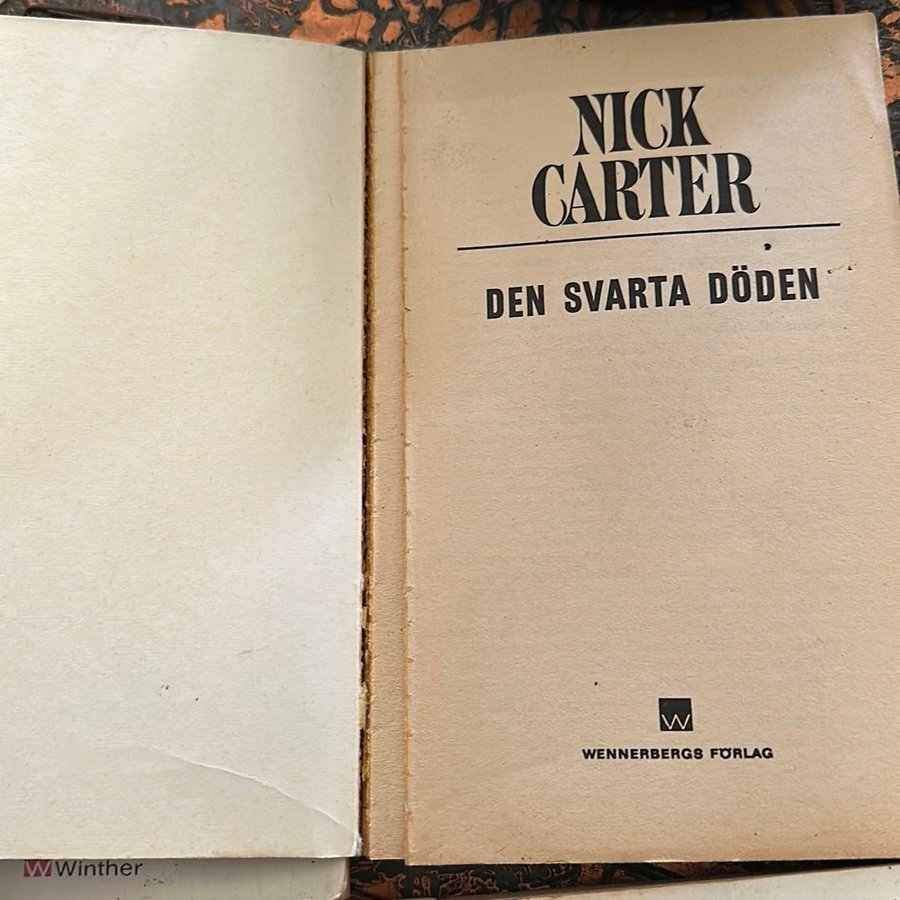 NICK
CARTER
DEN SVARTA DÖDEN
W
WENNERBERGS FÖRLAG
W Winther